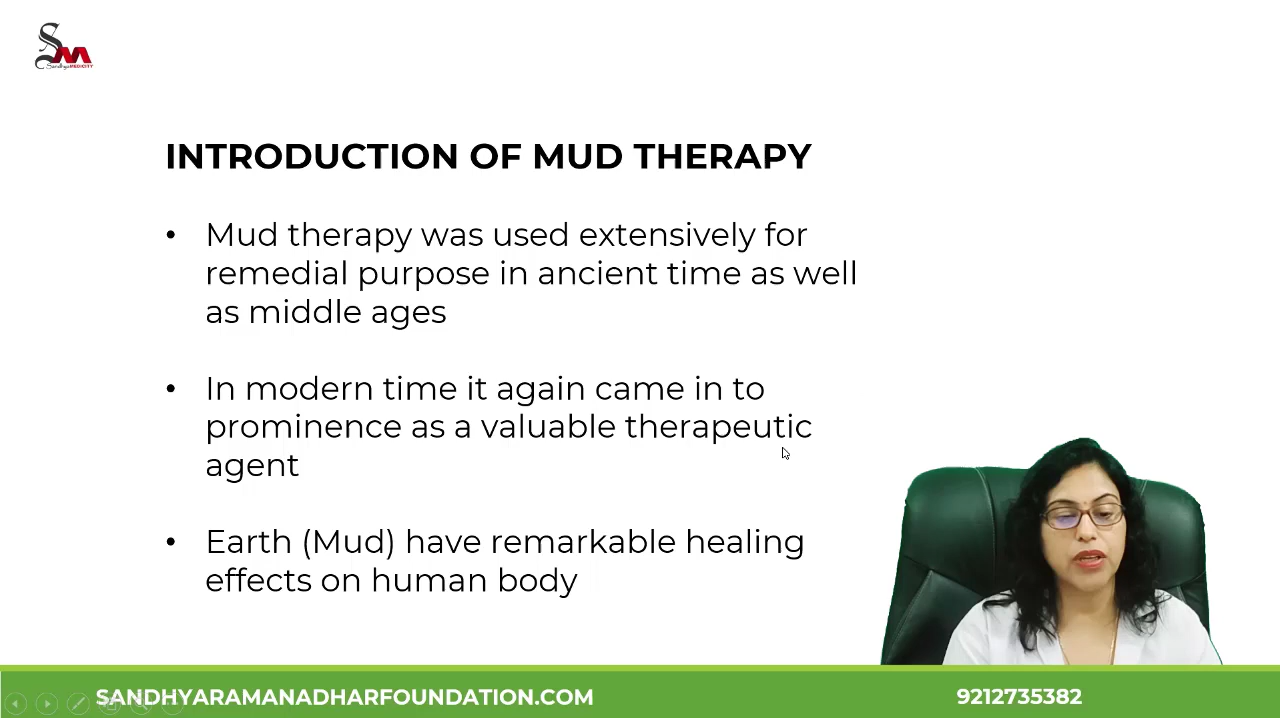 SM
SandhyaMEDICITY
INTRODUCTION OF MUD THERAPY
• Mud therapy was used extensively for
remedial purpose in ancient time as well
as middle ages
• In modern time it again came in to
prominence as a valuable therapeutic
agent
• Earth (Mud) have remarkable healing
effects on human body
SANDHYARAMANADHARFOUNDATION.COM
9212735382